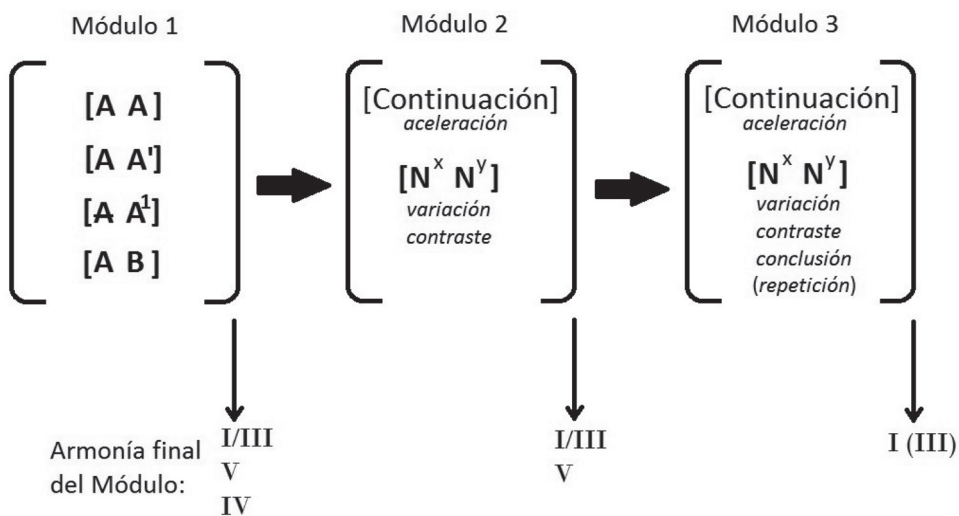 Módulo 1
[A A]
[A A']
[A A¹]
[A B]
Módulo 2
[Continuación]
aceleración
[Nˣ Nʸ]
variación
contraste
Módulo 3
[Continuación]
aceleración
[Nˣ Nʸ]
variación
contraste
conclusión
(repetición)
Armonía final
del Módulo:
I/III
V
IV
I/III
V
I (III)